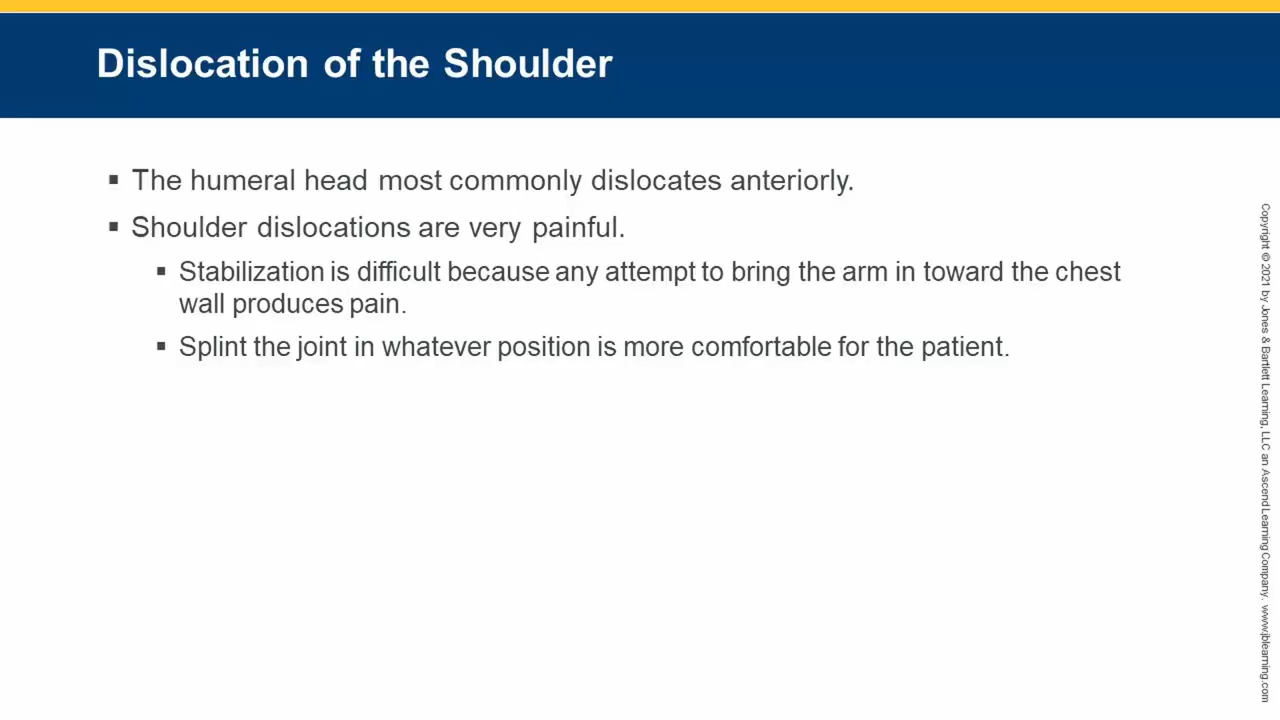 Dislocation of the Shoulder
▪ The humeral head most commonly dislocates anteriorly.
▪ Shoulder dislocations are very painful.
▪ Stabilization is difficult because any attempt to bring the arm in toward the chest
wall produces pain.
▪ Splint the joint in whatever position is more comfortable for the patient.
Copyright © 2021 by Jones & Bartlett Learning, LLC an Ascend Learning Company. www.jblearning.com